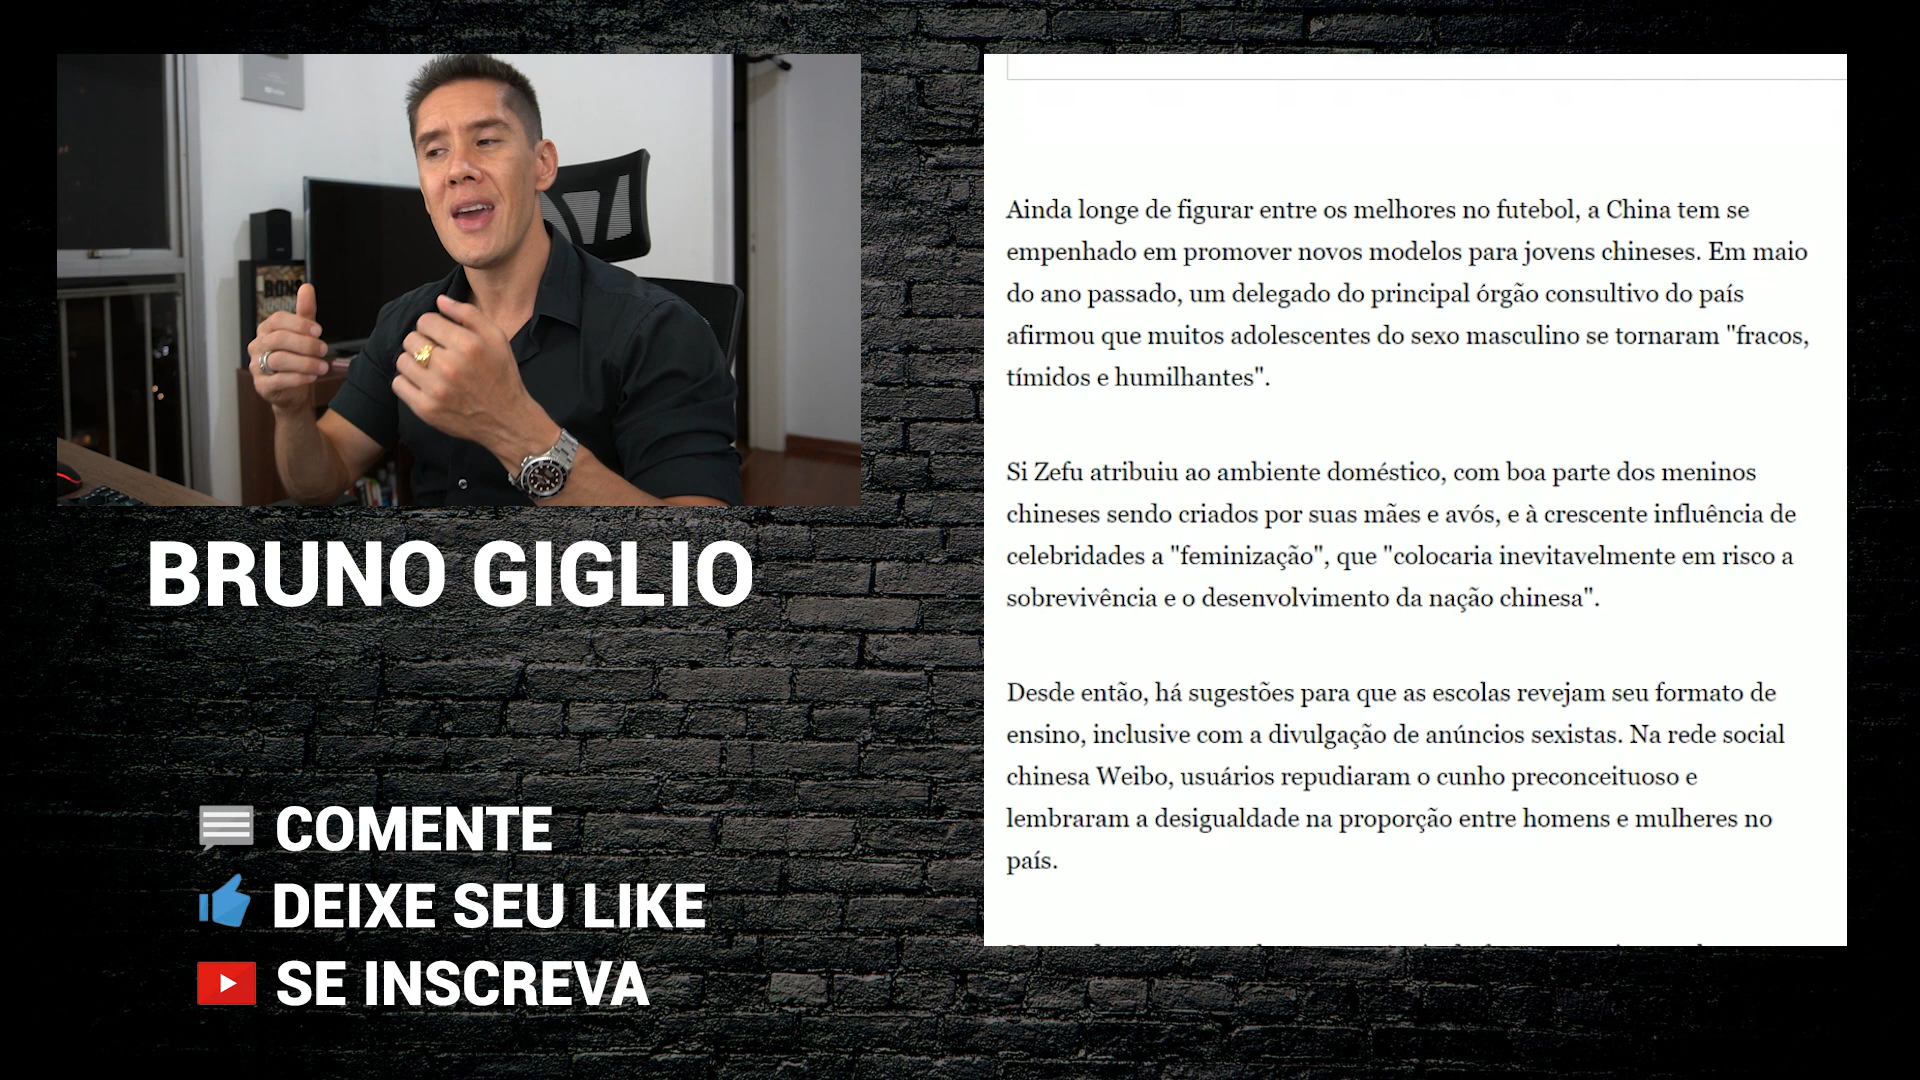 BRUNO GIGLIO
COMENTE
DEIXE SEU LIKE
SE INSCREVA
Ainda longe de figurar entre os melhores no futebol, a China tem se
empenhado em promover novos modelos para jovens chineses. Em maio
do ano passado, um delegado do principal órgão consultivo do país
afirmou que muitos adolescentes do sexo masculino se tornaram "fracos,
tímidos e humilhantes".
Si Zefu atribuiu ao ambiente doméstico, com boa parte dos meninos
chineses sendo criados por suas mães e avós, e à crescente influência de
celebridades a "feminização", que "colocaria inevitavelmente em risco a
sobrevivência e o desenvolvimento da nação chinesa".
Desde então, há sugestões para que as escolas revejam seu formato de
ensino, inclusive com a divulgação de anúncios sexistas. Na rede social
chinesa Weibo, usuários repudiaram o cunho preconceituoso e
lembraram a desigualdade na proporção entre homens e mulheres no
país.